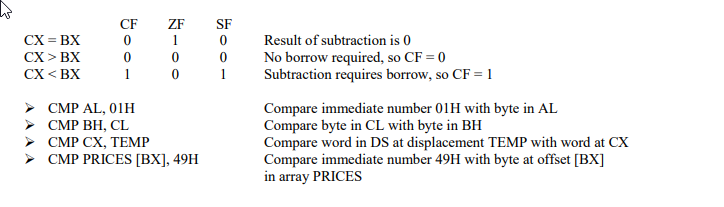 CF ZF SF
CX = BX 0 1 0 Result of subtraction is 0
CX > BX 0 0 0 No borrow required, so CF = 0
CX < BX 1 0 1 Subtraction requires borrow, so CF = 1
➢ CMP AL, 01H Compare immediate number 01H with byte in AL
➢ CMP BH, CL Compare byte in CL with byte in BH
➢ CMP CX, TEMP Compare word in DS at displacement TEMP with word at CX
➢ CMP PRICES [BX], 49H Compare immediate number 49H with byte at offset [BX]
in array PRICES